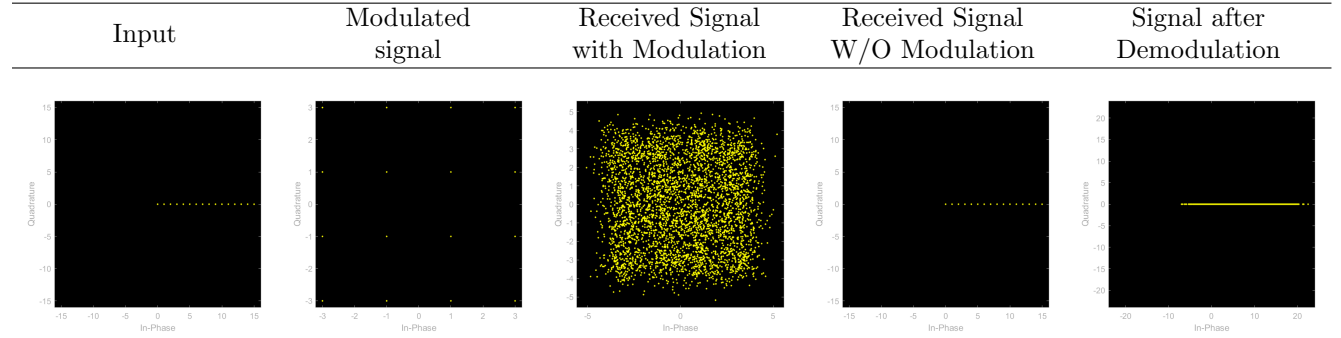 Input
Modulated
signal
Received Signal
with Modulation
Received Signal
W/O Modulation
Signal after
Demodulation
15
10
5
0
-5
-10
-15
Quadrature
-15 -10 -5 0 5 10 15
In-Phase
3
2
1
0
-1
-2
-3
Quadrature
-3 -2 -1 0 1 2 3
In-Phase
5
4
3
2
1
0
-1
-2
-3
-4
-5
Quadrature
-5 0 5
In-Phase
15
10
5
0
-5
-10
-15
Quadrature
-15 -10 -5 0 5 10 15
In-Phase
20
15
10
5
0
-5
-10
-15
-20
Quadrature
-20 -10 0 10 20
In-Phase